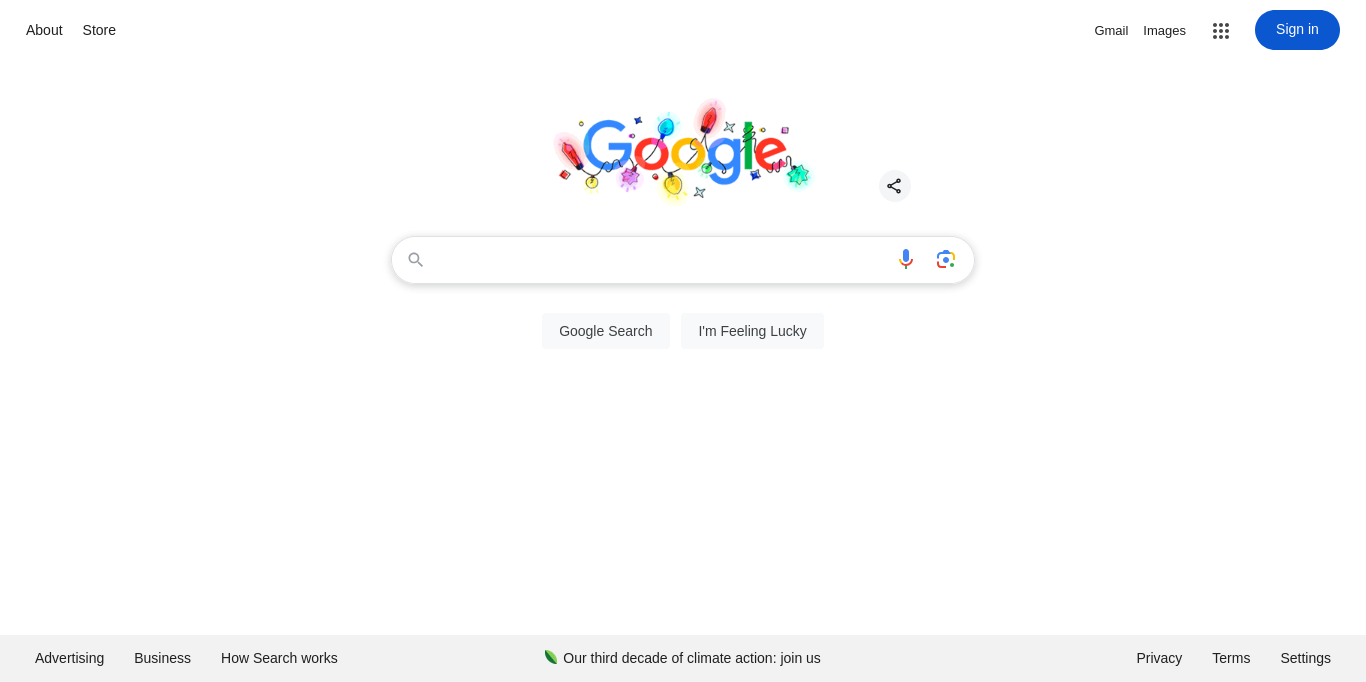 About Store
Gmail Images Sign in
Google
Google Search I'm Feeling Lucky
Advertising Business How Search works
Our third decade of climate action: join us
Privacy Terms Settings